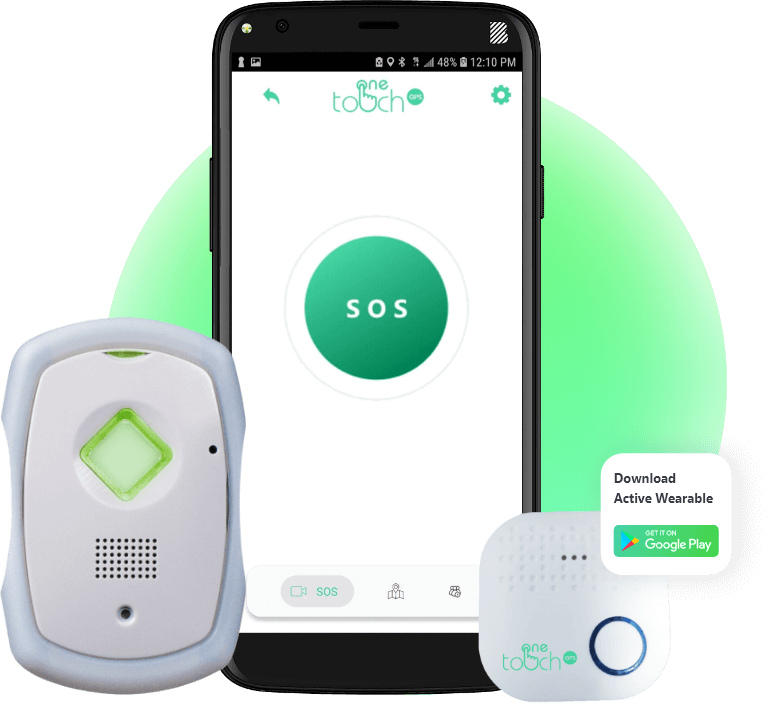 48% 12:10 PM
one
touch GPS
SOS
SOS
Download
Active Wearable
GET IT ON
Google Play
one
touch GPS